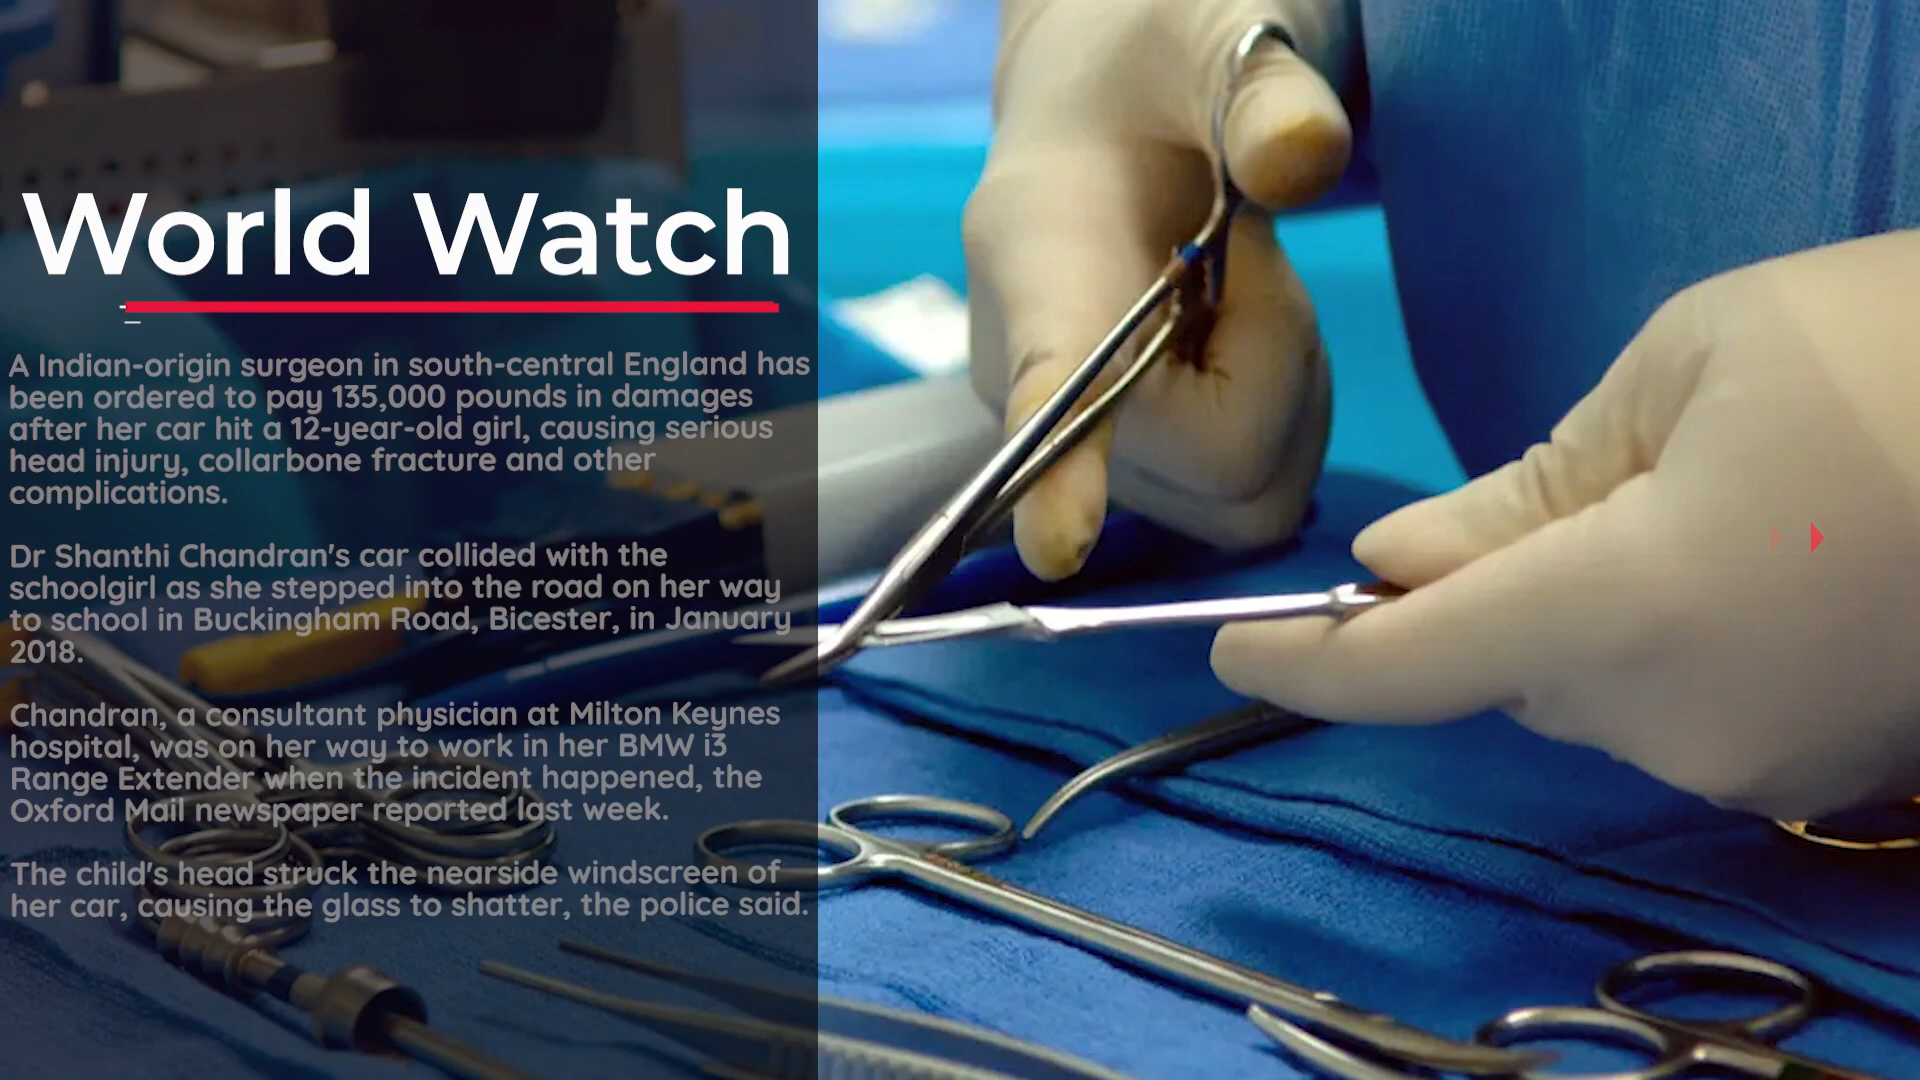 World Watch
A Indian-origin surgeon in south-central England has
been ordered to pay 135,000 pounds in damages
after her car hit a 12-year-old girl, causing serious
head injury, collarbone fracture and other
complications.
Dr Shanthi Chandran's car collided with the
schoolgirl as she stepped into the road on her way
to school in Buckingham Road, Bicester, in January
2018.
Chandran, a consultant physician at Milton Keynes
hospital, was on her way to work in her BMW i3
Range Extender when the incident happened, the
Oxford Mail newspaper reported last week.
The child's head struck the nearside windscreen of
her car, causing the glass to shatter, the police said.